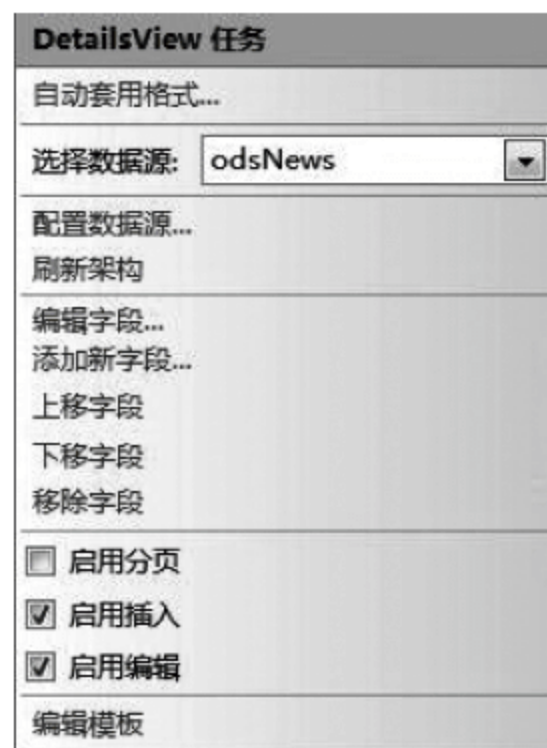 DetailsView 任务
自动套用格式...
选择数据源: odsNews
配置数据源...
刷新架构
编辑字段...
添加新字段...
上移字段
下移字段
移除字段
启用分页
启用插入
启用编辑
编辑模板